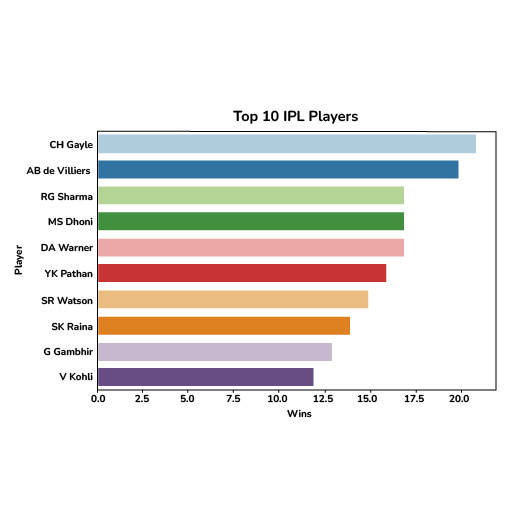 Top 10 IPL Players
CH Gayle
AB de Villiers
RG Sharma
MS Dhoni
DA Warner
YK Pathan
SR Watson
SK Raina
G Gambhir
V Kohli
Player
0.0 2.5 5.0 7.5 10.0 12.5 15.0 17.5 20.0
Wins